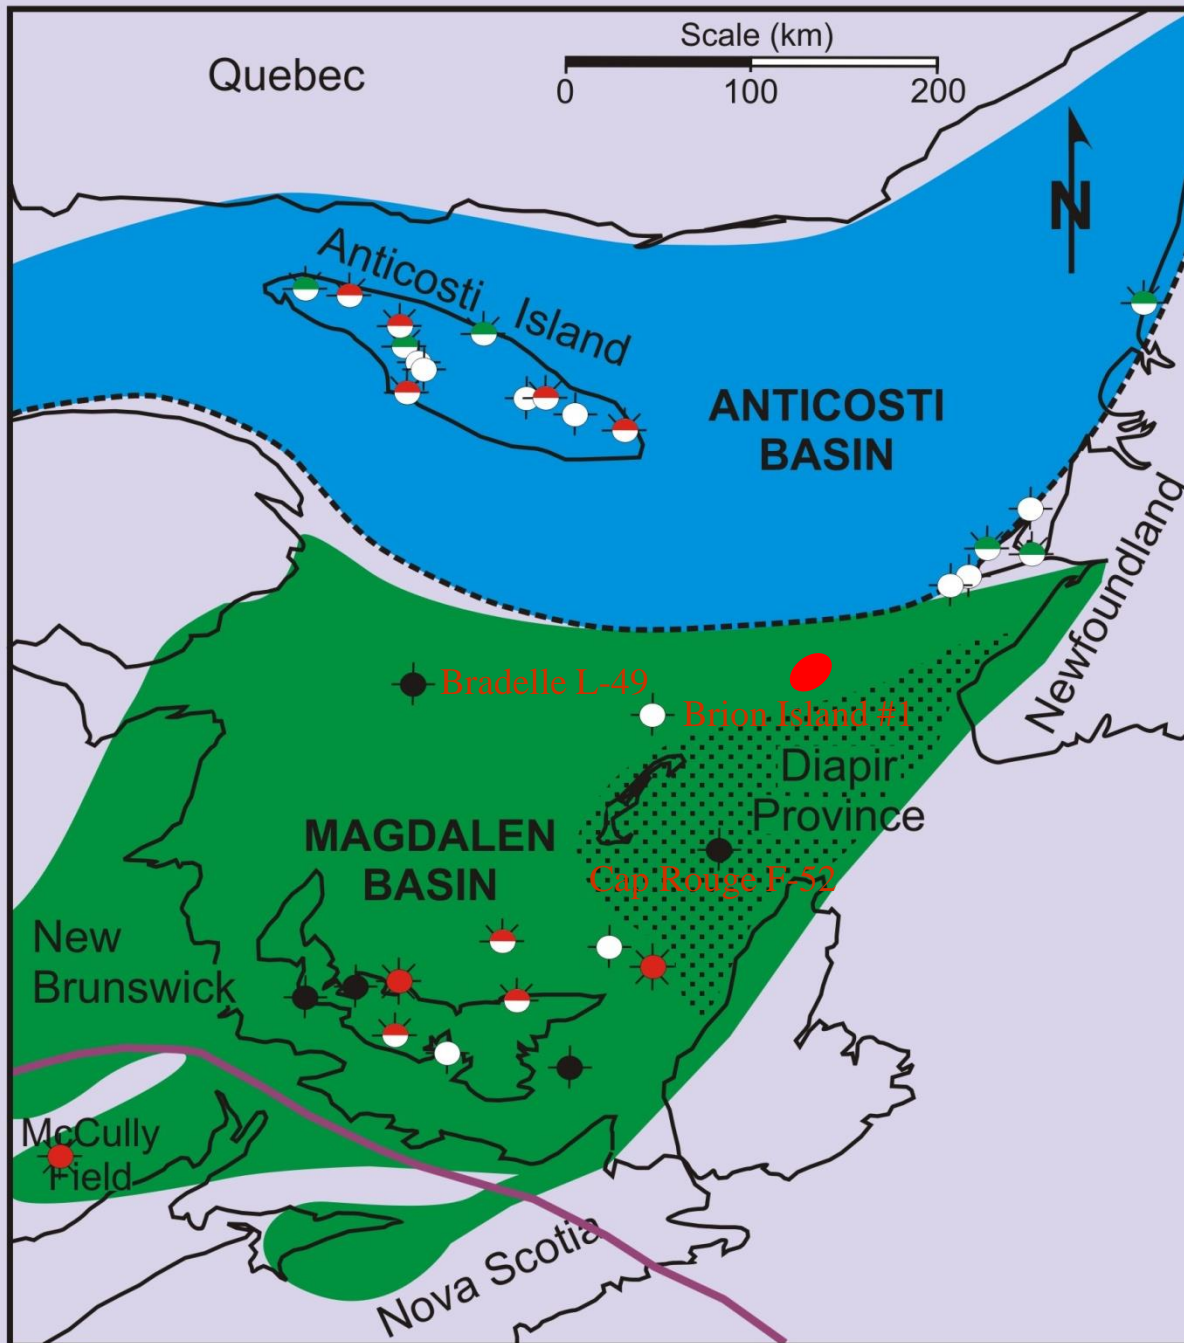 Scale (km)
Quebec
0 100 200
N
Anticosti Island
ANTICOSTI
BASIN
Newfoundland
Bradelle L-49
Brion Island #1
Diapir
Province
MAGDALEN
BASIN
Cap Rouge F-52
New
Brunswick
McCully
Field
Nova Scotia